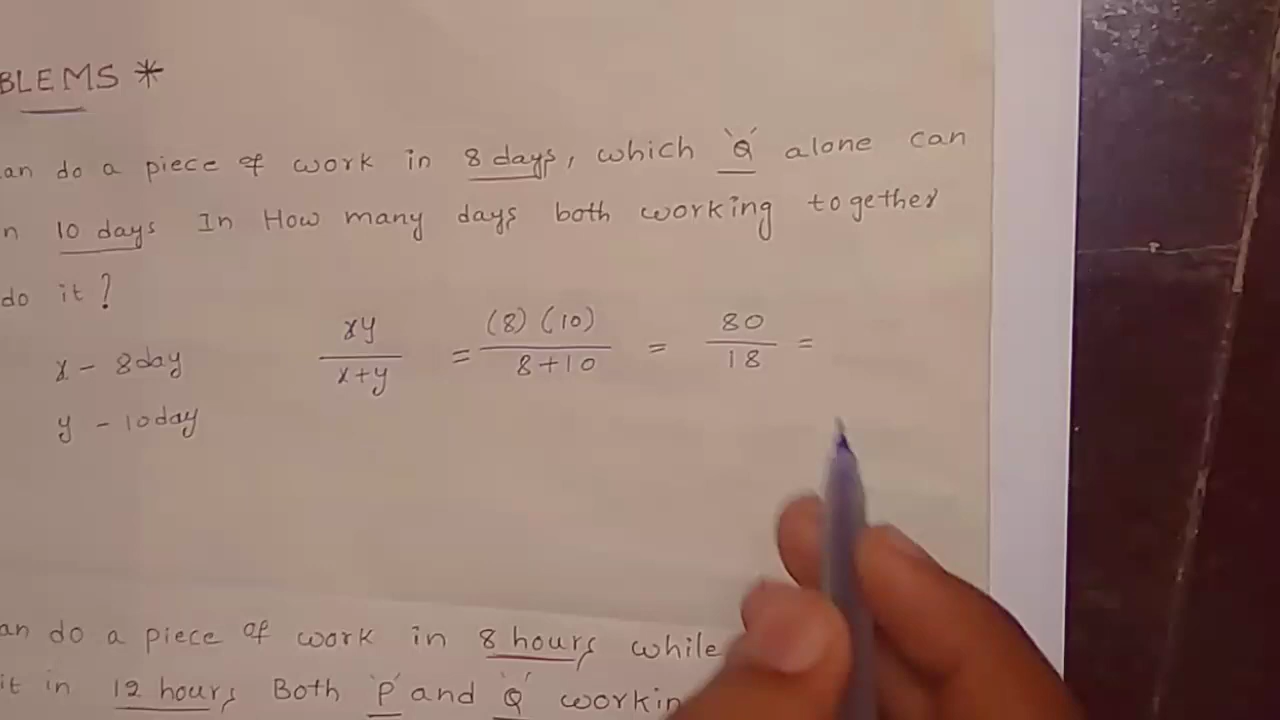 BLEMS *
an do a piece of work in 8 days, which 'Q' alone can
n 10 days In How many days both working together
do it?
x - 8day
y - 10day
xy / x+y = (8) (10) / 8+10 = 80 / 18 =
an do a piece of work in 8 hours while
it in 12 hours Both 'P' and 'Q' workin